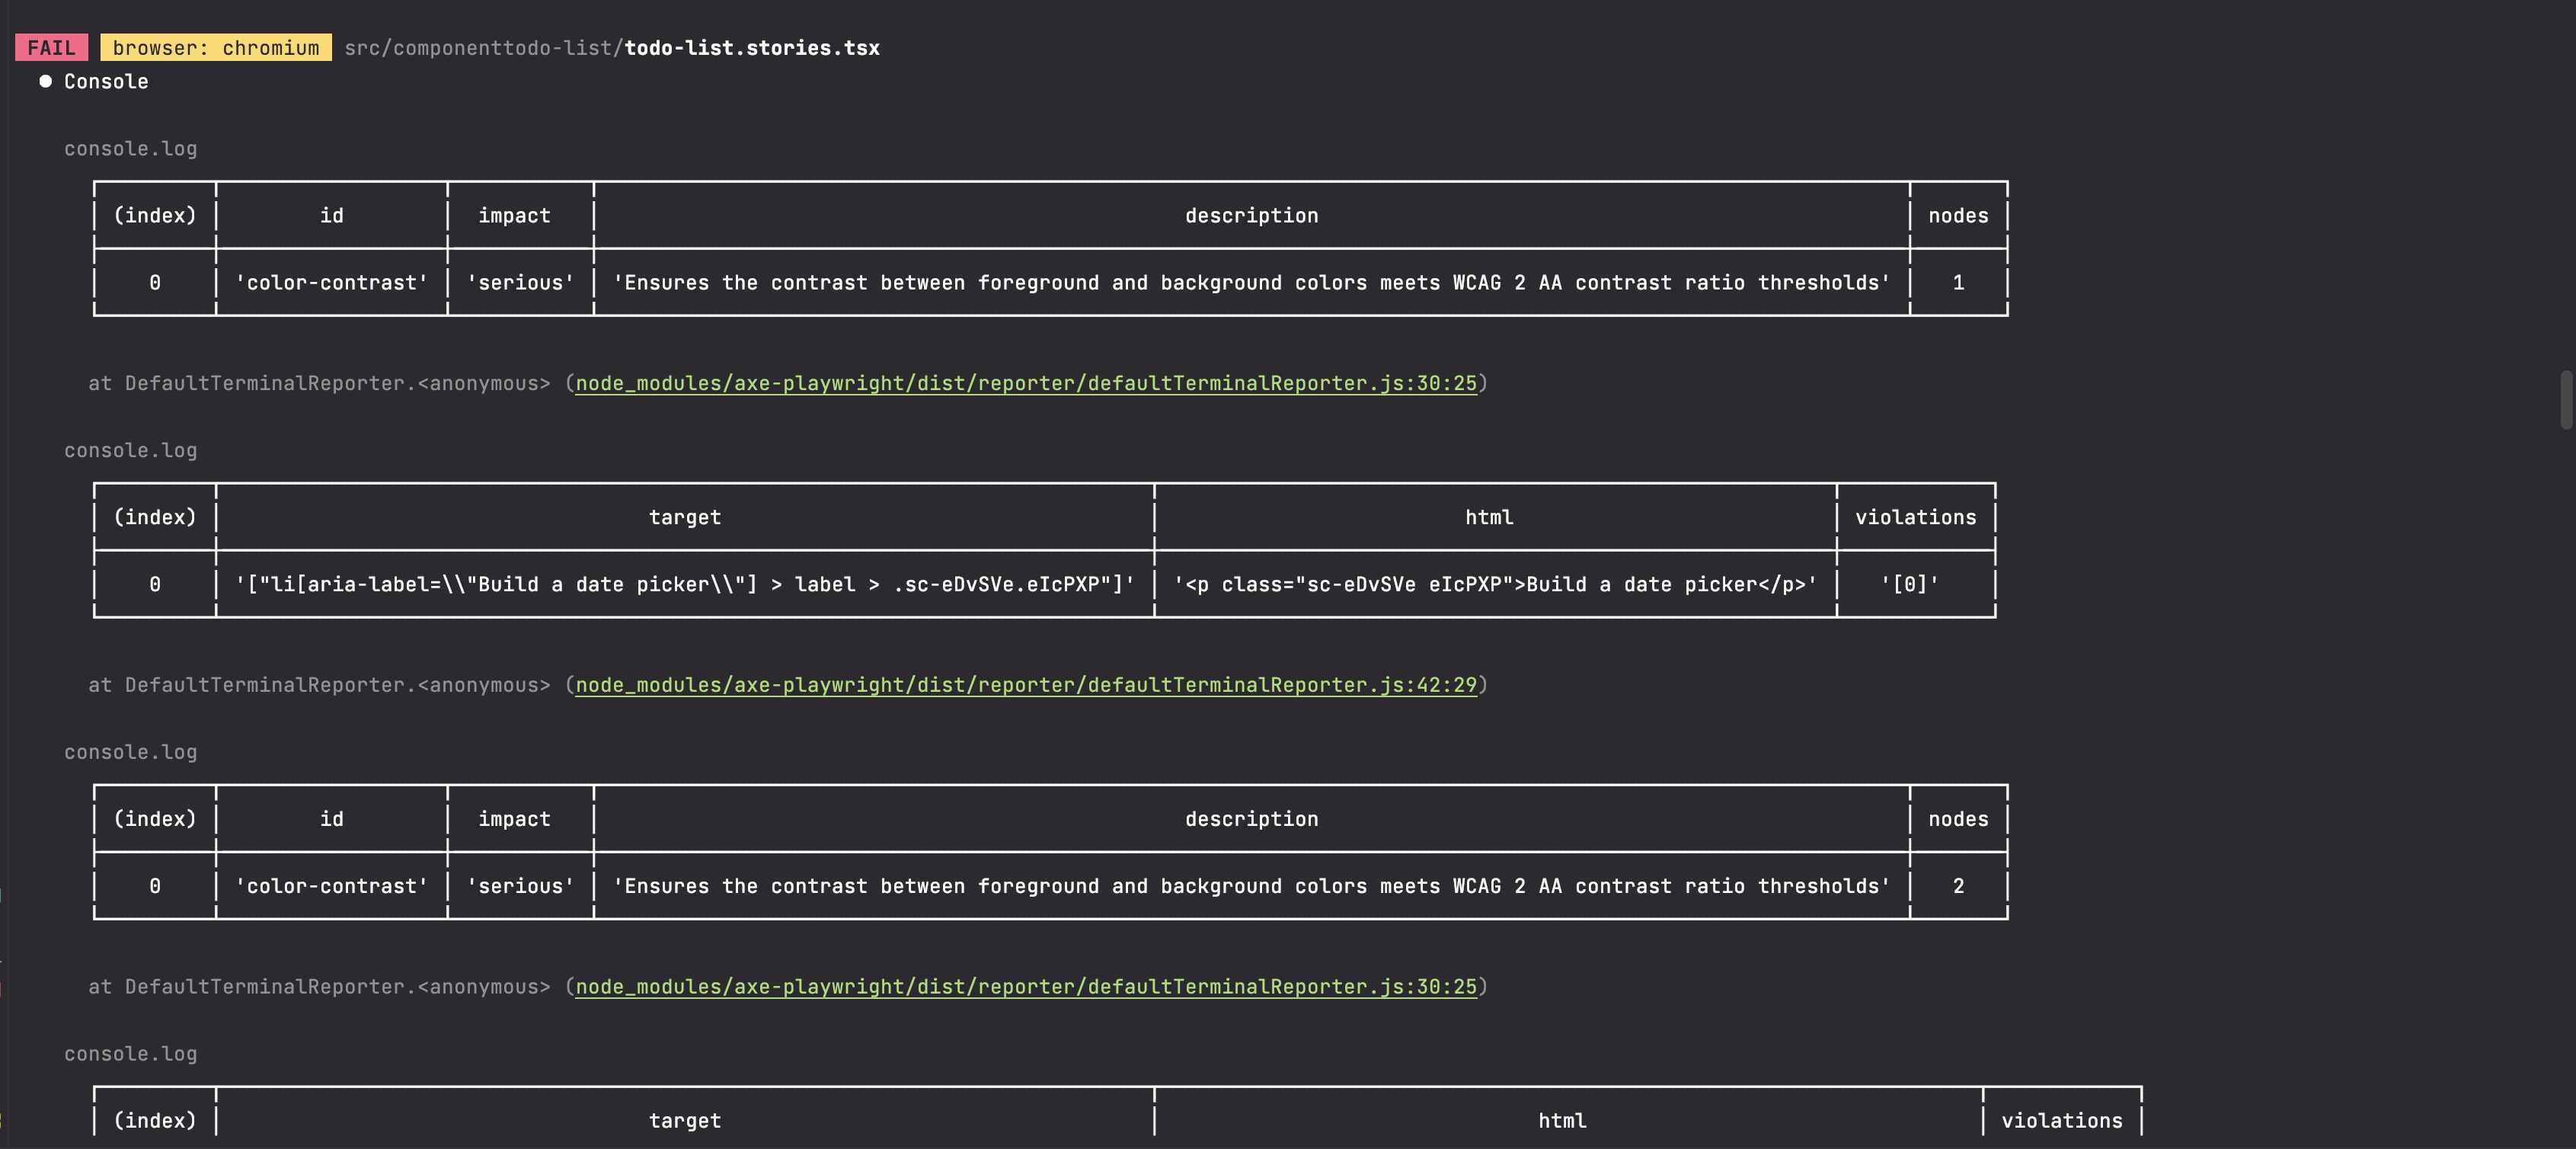 FAIL browser: chromium src/componenttodo-list/todo-list.stories.tsx
● Console
console.log
(index) id impact description nodes
0 'color-contrast' 'serious' 'Ensures the contrast between foreground and background colors meets WCAG 2 AA contrast ratio thresholds' 1
at DefaultTerminalReporter.<anonymous> (node_modules/axe-playwright/dist/reporter/defaultTerminalReporter.js:30:25)
console.log
(index) target html violations
0 '["li[aria-label=\\"Build a date picker\\"] > label > .sc-eDvSVe.eIcPXP"]' '<p class="sc-eDvSVe eIcPXP">Build a date picker</p>' '[0]'
at DefaultTerminalReporter.<anonymous> (node_modules/axe-playwright/dist/reporter/defaultTerminalReporter.js:42:29)
console.log
(index) id impact description nodes
0 'color-contrast' 'serious' 'Ensures the contrast between foreground and background colors meets WCAG 2 AA contrast ratio thresholds' 2
at DefaultTerminalReporter.<anonymous> (node_modules/axe-playwright/dist/reporter/defaultTerminalReporter.js:30:25)
console.log
(index) target html violations